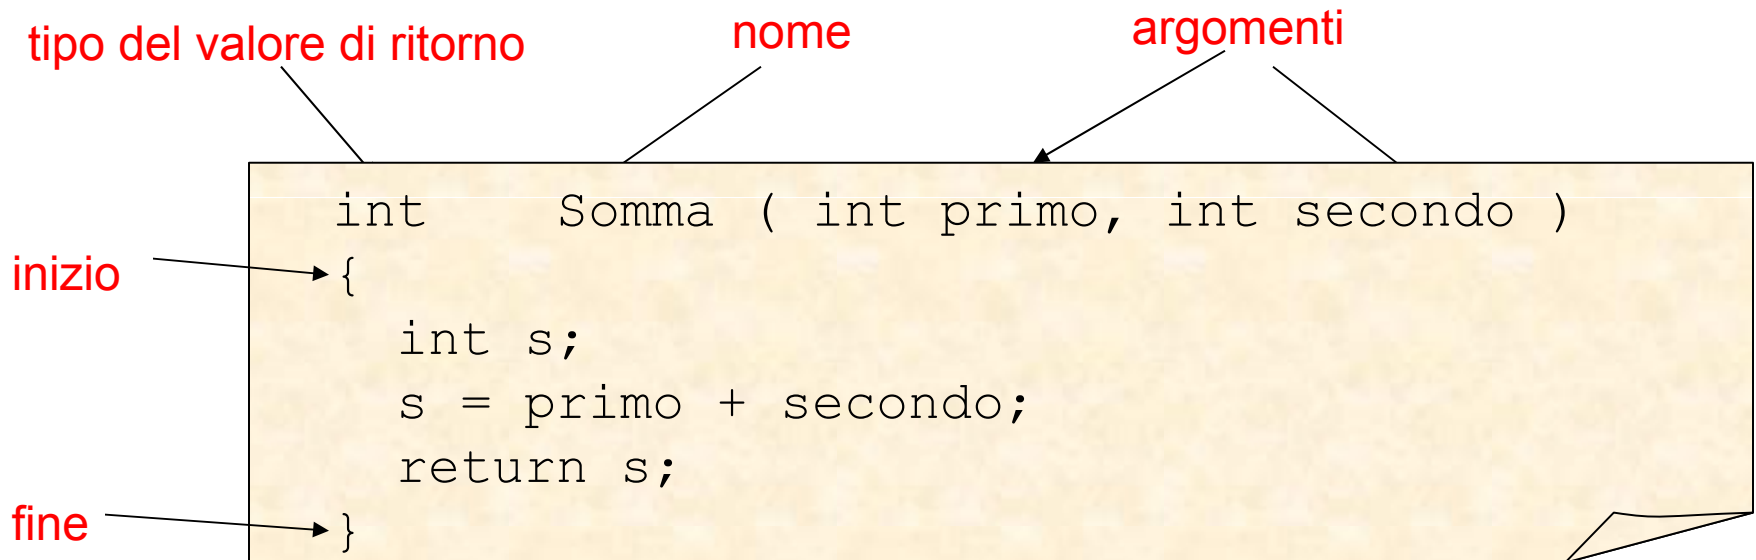 tipo del valore di ritorno nome argomenti
int Somma ( int primo, int secondo )
inizio {
int s;
s = primo + secondo;
return s;
fine }